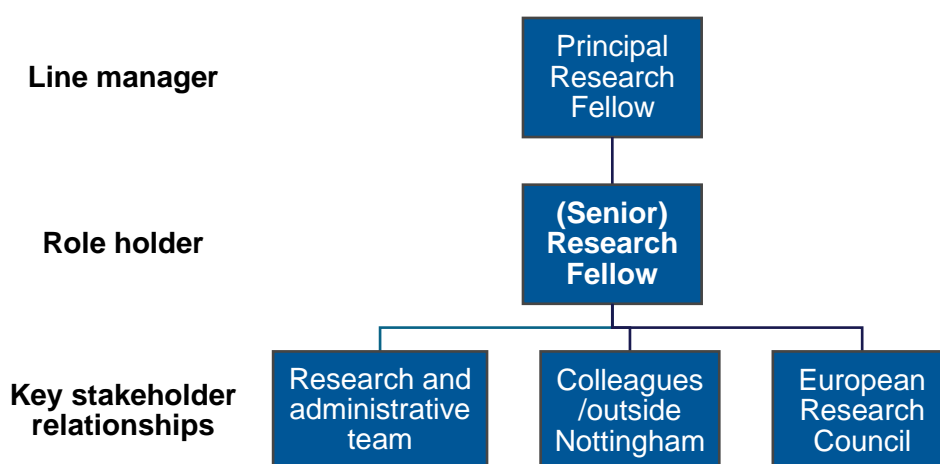 Line manager
Principal
Research
Fellow
Role holder
(Senior)
Research
Fellow
Key stakeholder
relationships
Research and
administrative
team
Colleagues
/outside
Nottingham
European
Research
Council